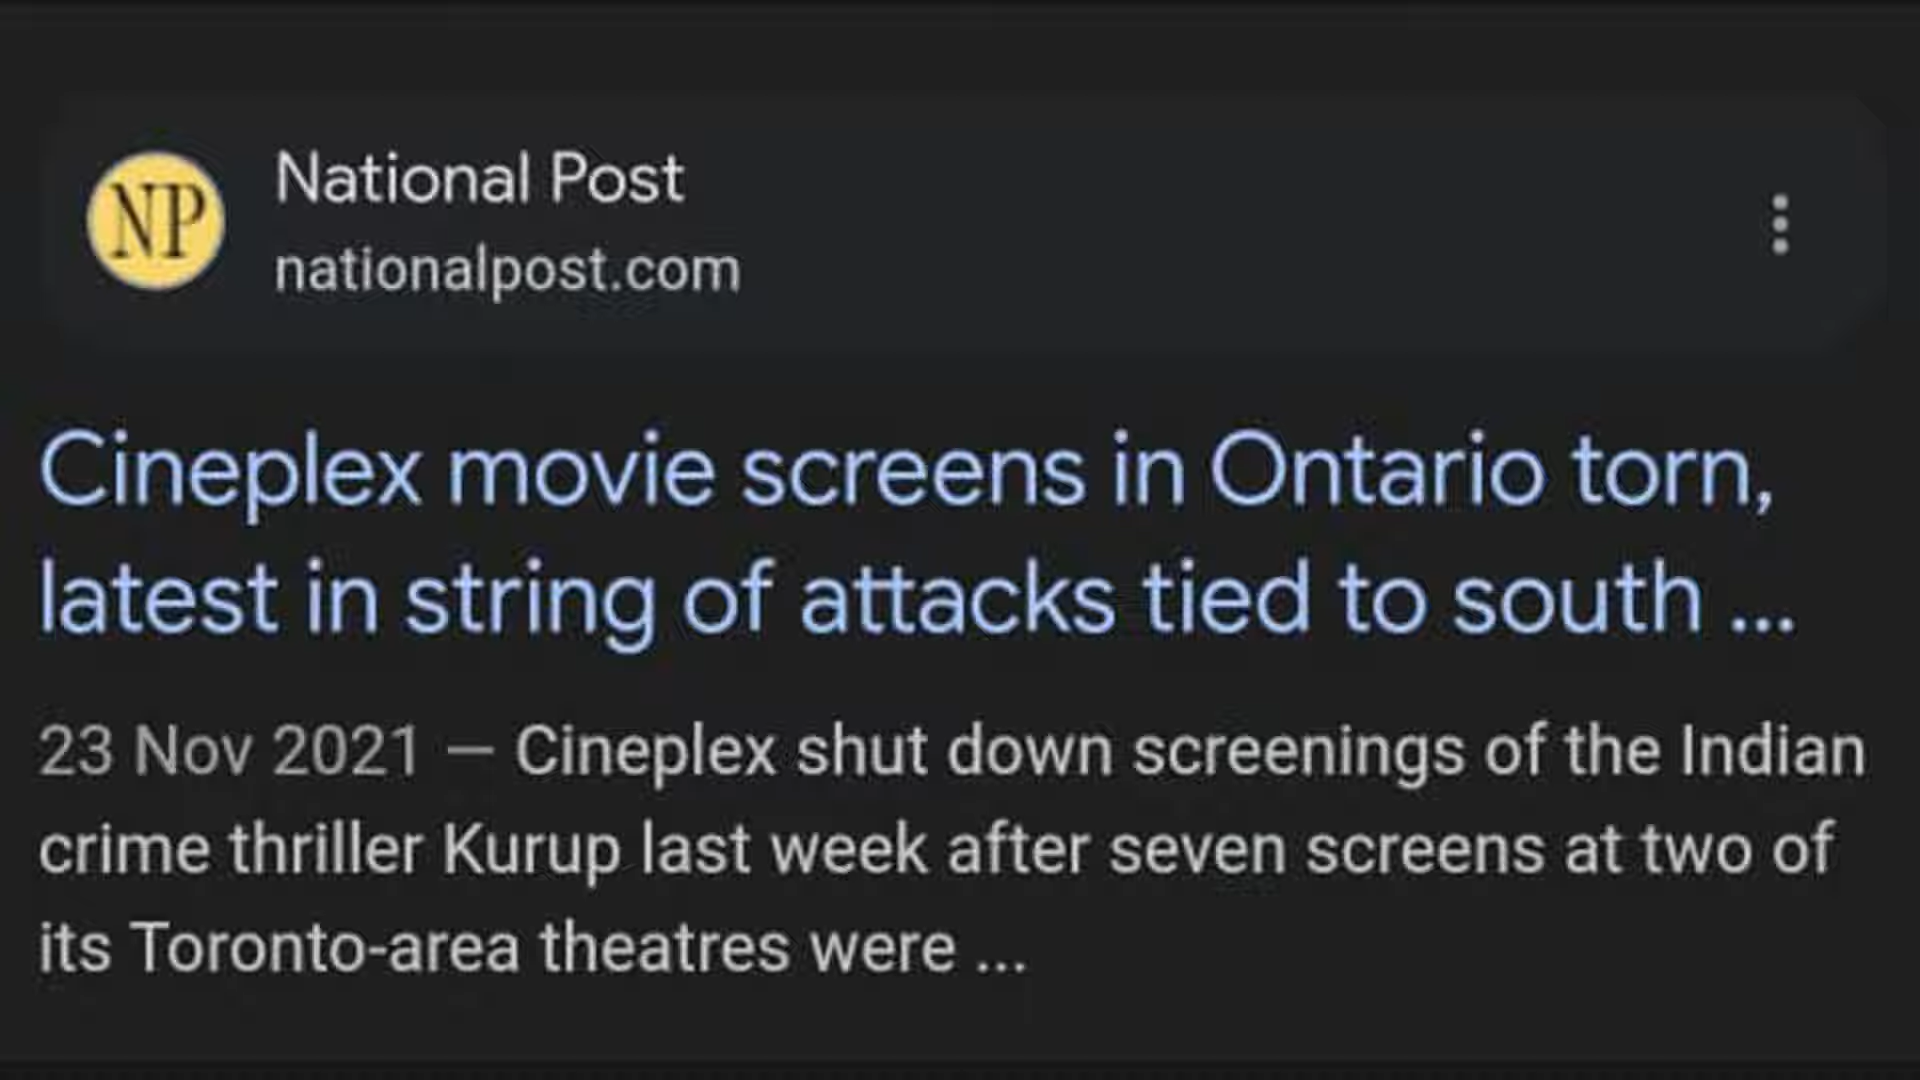 NP
National Post
nationalpost.com
Cineplex movie screens in Ontario torn,
latest in string of attacks tied to south ...
23 Nov 2021 — Cineplex shut down screenings of the Indian
crime thriller Kurup last week after seven screens at two of
its Toronto-area theatres were ...